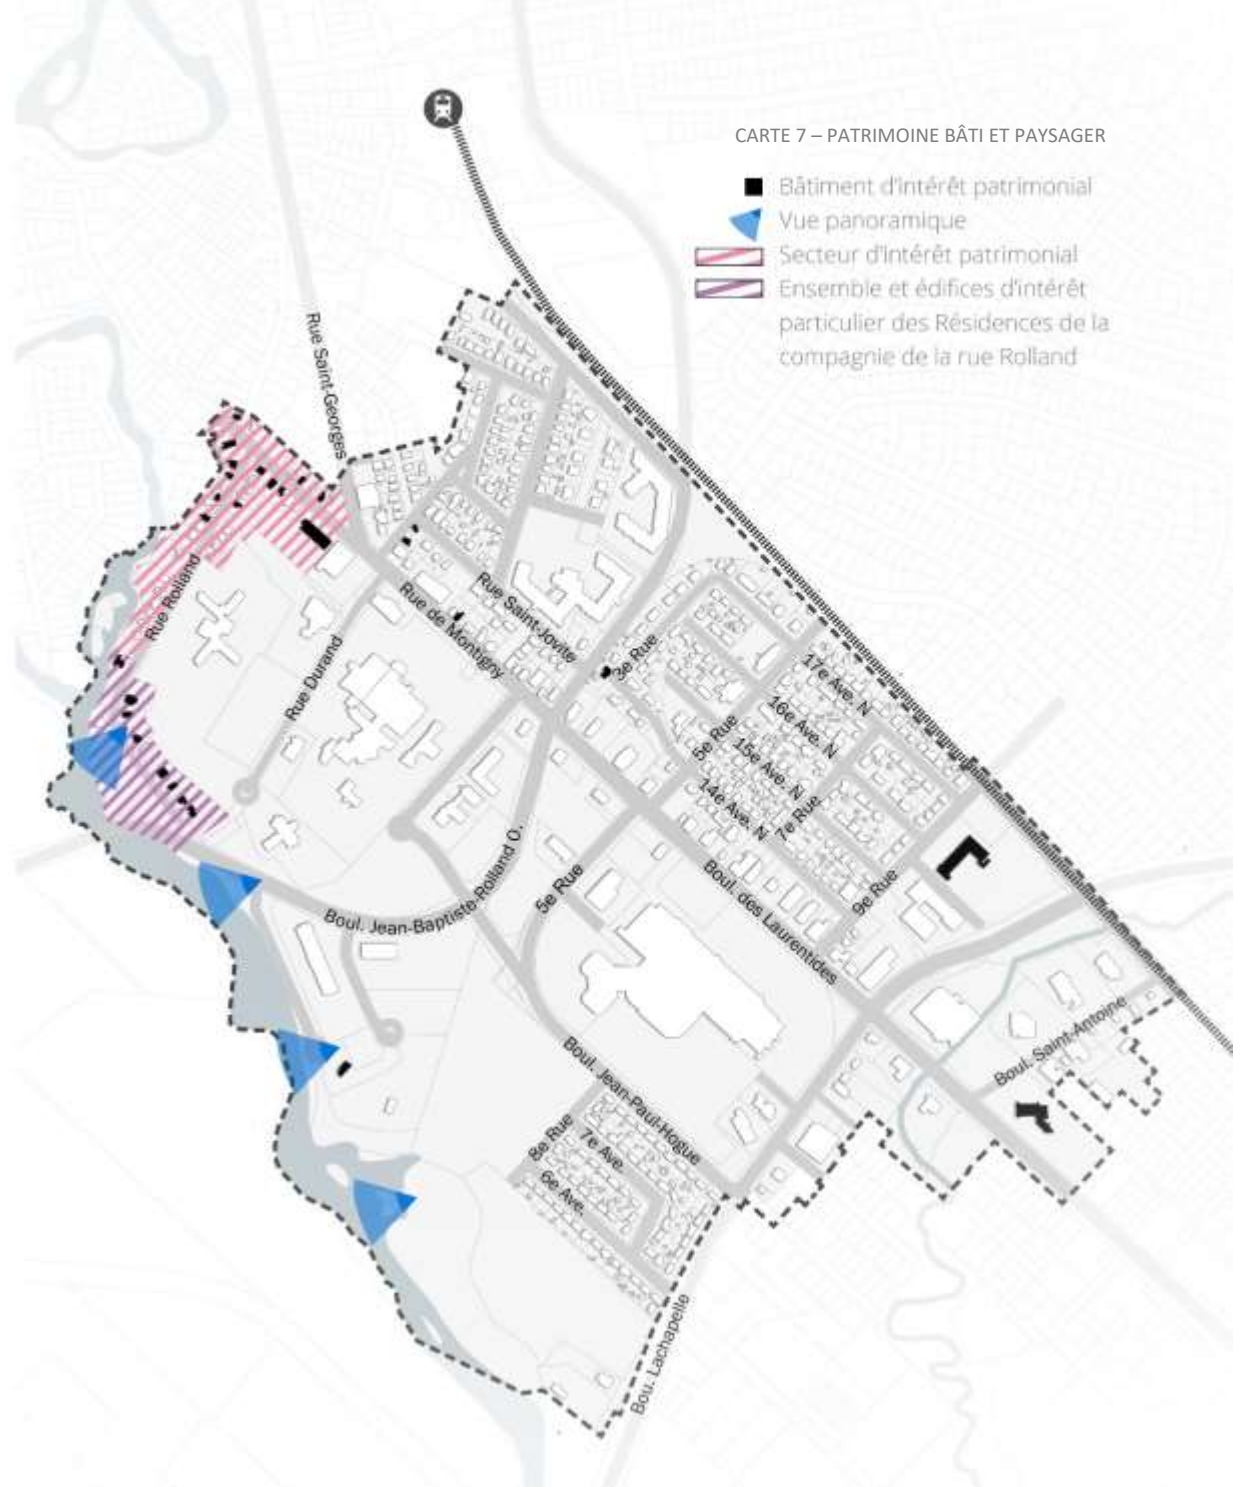 CARTE 7 – PATRIMOINE BÂTI ET PAYSAGER
Bâtiment d'intérêt patrimonial
Vue panoramique
Secteur d'intérêt patrimonial
Ensemble et édifices d'intérêt
particulier des Résidences de la
compagnie de la rue Rolland
Rue Saint-Georges
Rue Rolland
Rue de Montigny
Rue Saint-Jovite
Rue Durand
3e Rue
17e Ave. N
16e Ave. N
5e Rue
15e Ave. N
14e Ave. N
7e Rue
Boul. Jean-Baptiste-Rolland O.
5e Rue
Boul. des Laurentides
9e Rue
Boul. Saint-Antoine
Boul. Jean-Paul-Hogue
8e Rue
7e Ave.
6e Ave.
Bou. Lachapelle